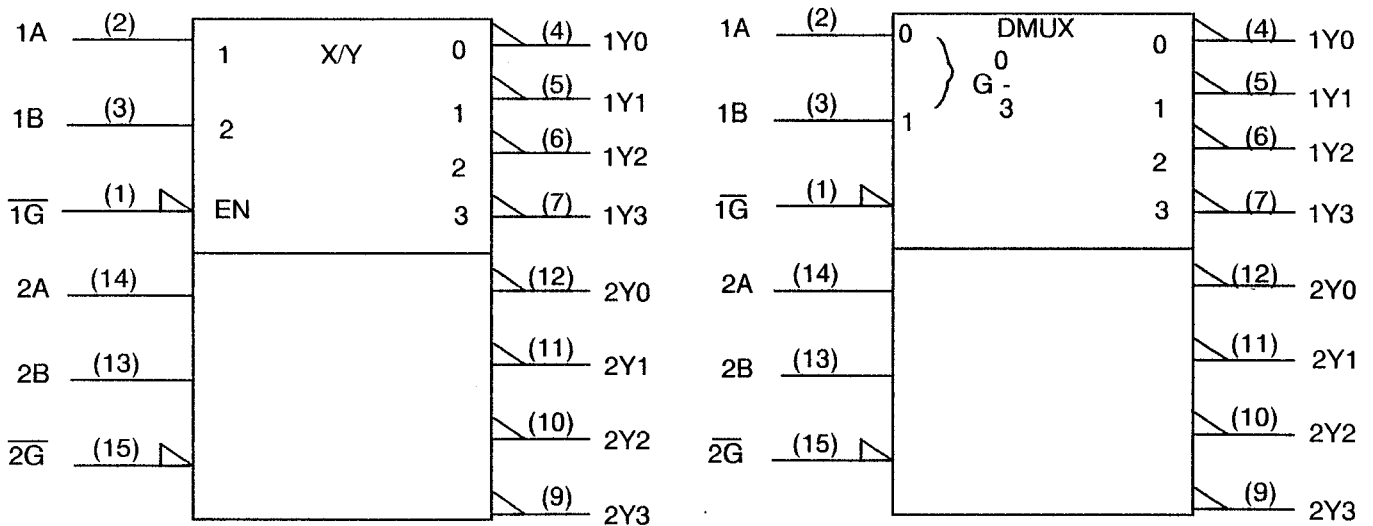 1A (2) 1 X/Y 0 (4) 1Y0
1 (5) 1Y1
1B (3) 2 (6) 1Y2
2
1G (1) EN 3 (7) 1Y3
2A (14) (12) 2Y0
(11) 2Y1
2B (13)
(10) 2Y2
2G (15)
(9) 2Y3
1A (2) 0 DMUX 0 (4) 1Y0
0
G -
3
1 (5) 1Y1
1B (3) 1 (6) 1Y2
2
1G (1) 3 (7) 1Y3
2A (14) (12) 2Y0
(11) 2Y1
2B (13)
(10) 2Y2
2G (15)
(9) 2Y3